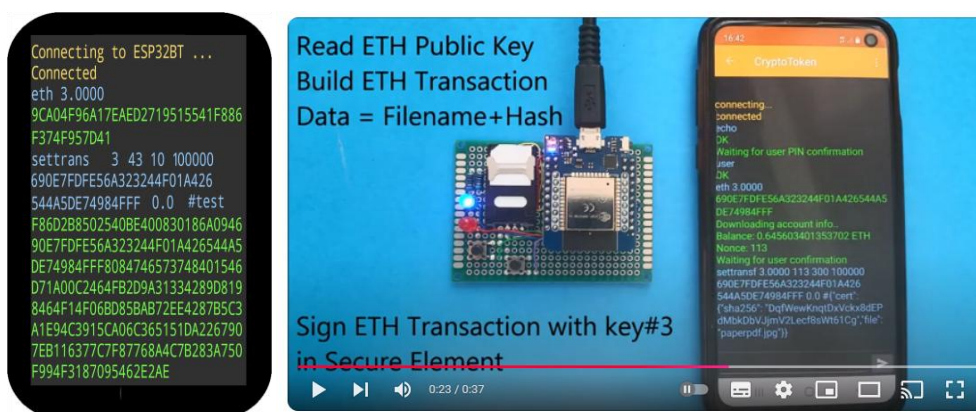 Connecting to ESP32BT ...
Connected
eth 3.0000
9CA04F96A17EAED2719515541F886
F374F957D41
settrans 3 43 10 100000
690E7FDFE56A323244F01A426
544A5DE74984FFF 0.0 #test
F86D2B8502540BE400830186A0946
90E7FDFE56A323244F01A426544A5
DE74984FFF8084746573748401546
D71A00C2464FB2D9A31334289D819
8464F14F06BD85BAB72EE4287B5C3
A1E94C3915CA06C365151DA226790
7EB116377C7F87768A4C7B283A750
F994F3187095462E2AE
Read ETH Public Key
Build ETH Transaction
Data = Filename+Hash
Sign ETH Transaction with key#3
in Secure Element
0:23 / 0:37
16:42
CryptoToken
connecting...
connected
echo
OK
Waiting for user PIN confirmation
user
OK
eth 3.0000
690E7FDFE56A323244F01A426544A5
DE74984FFF
Downloading account info..
Balance: 0.645603401353702 ETH
Nonce: 113
Waiting for user confirmation
settransf 3.0000 113 300 100000
690E7FDFE56A323244F01A426
544A5DE74984FFF 0.0 #{"cert":
{"sha256": "DqfWewKnqtDxVckx8dEP
dMbkDbVJjmV2Lecf8sWt61Cg","file":
"paperpdf.jpg"}}